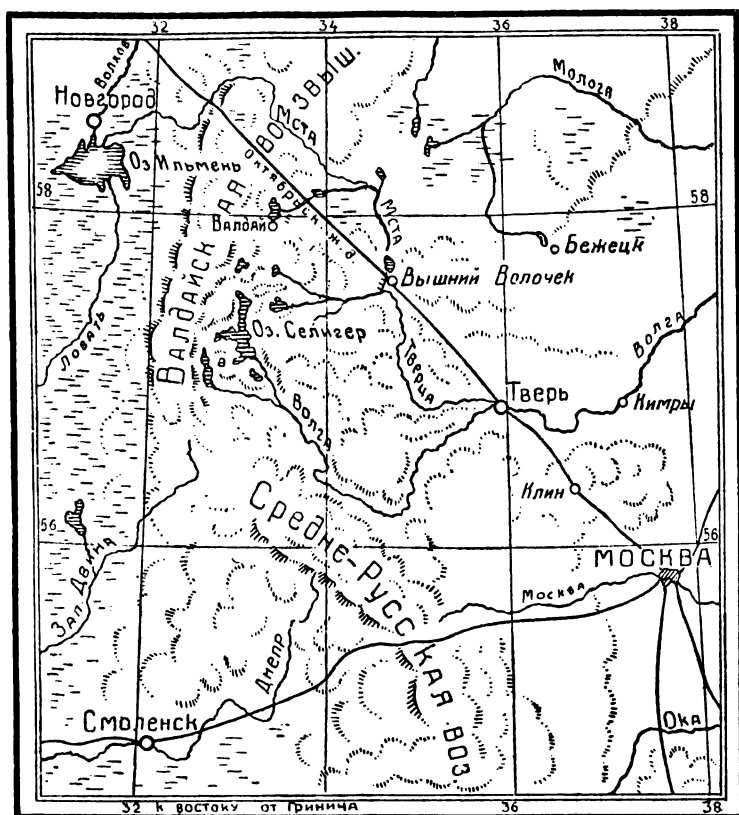 32 34 36 38
Волхов
Новгород
Молога
Мста
Оз. Ильмень
ВАЛДАЙСКАЯ ВОЗВЫШ.
Октябрьск. ж д
58
58
Валдай
Мста
Бежецк
Вышний Волочек
Ловать
Оз. Селигер
Волга
Тверца
Тверь
Кимры
Волга
Клин
56
56
Средне-Русская воз.
Зап. Двина
МОСКВА
Москва
Днепр
Смоленск
Ока
32 к востоку от Гринича 36 38